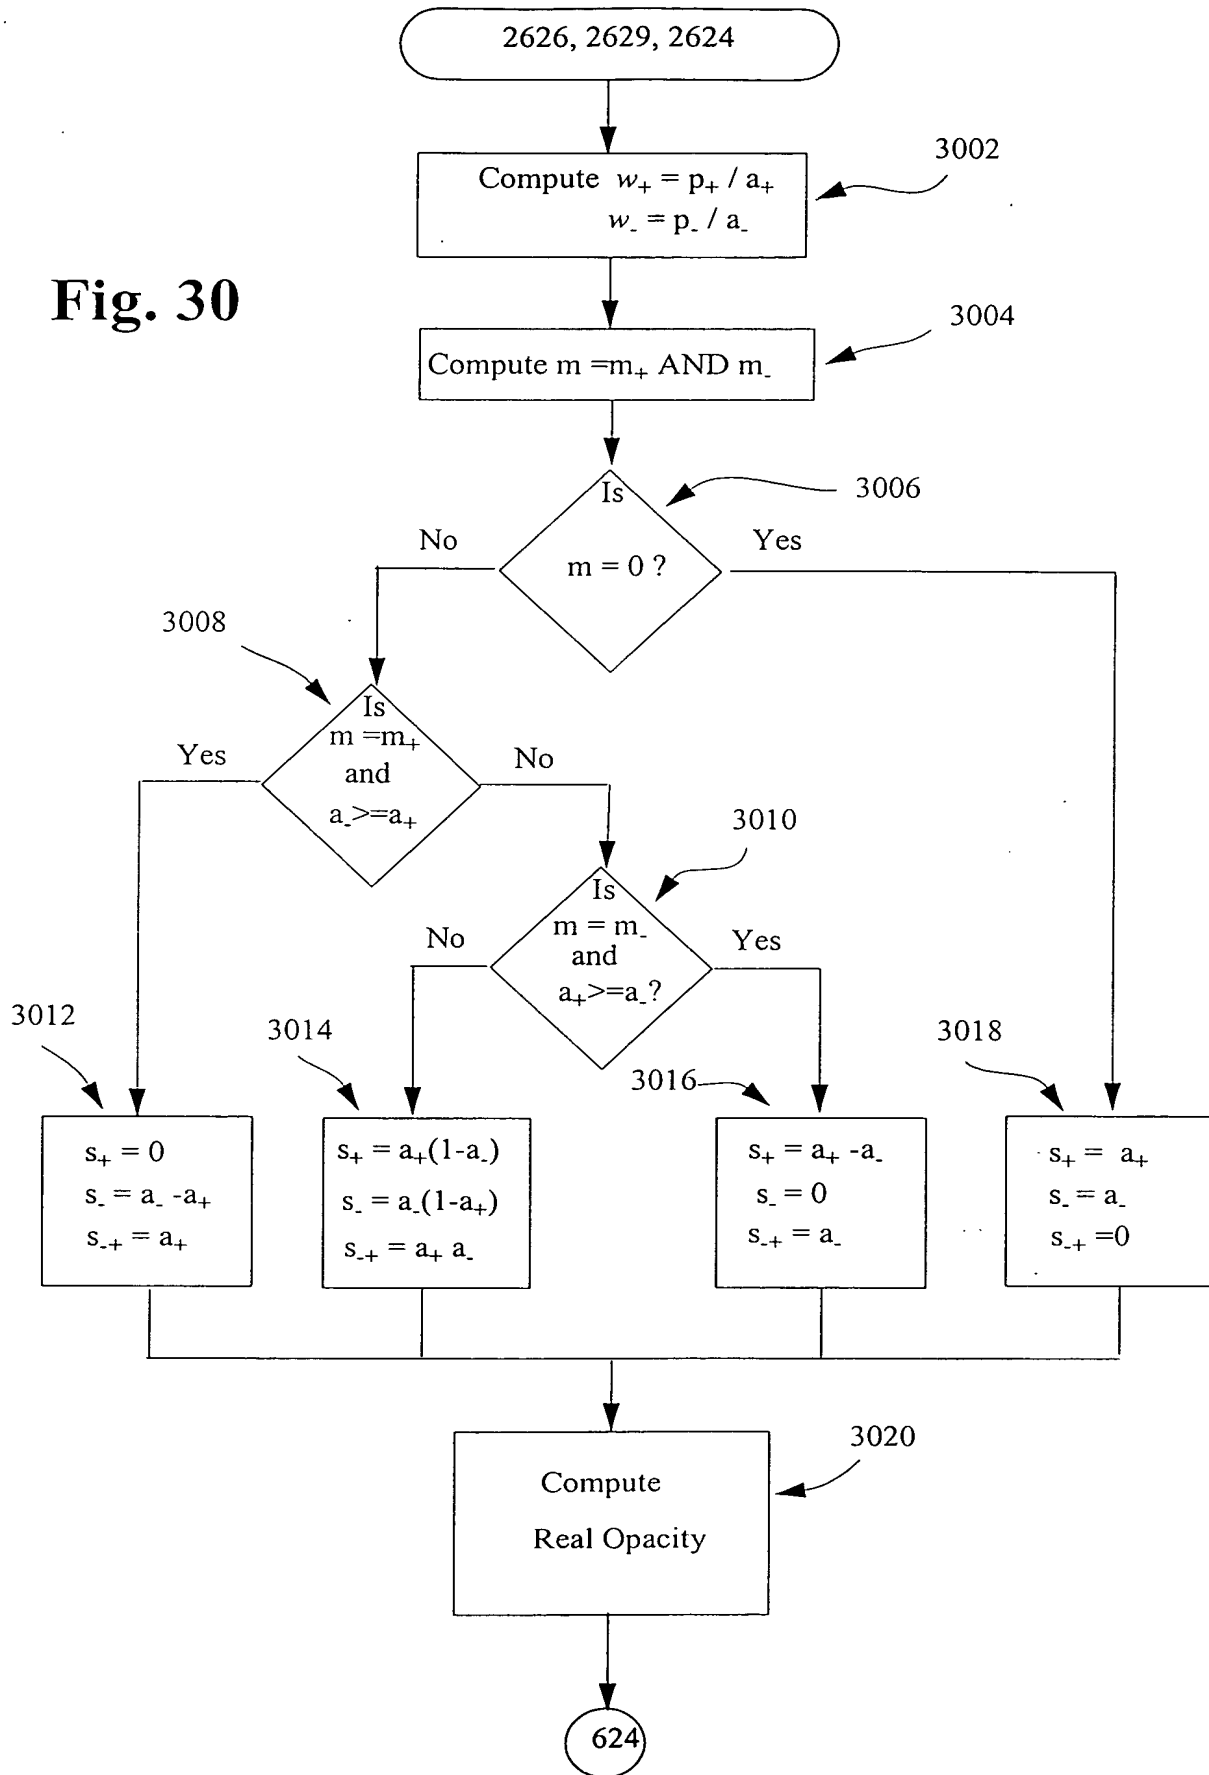 2626, 2629, 2624
3002
Compute w₊ = p₊ / a₊
w₋ = p₋ / a₋
Fig. 30
3004
Compute m =m₊ AND m₋
3006
Is
m = 0 ?
No
Yes
3008
Is
m =m₊
and
a₋>=a₊
Yes
No
3010
Is
m = m₋
and
a₊>=a₋?
No
Yes
3012
s₊ = 0
s₋ = a₋ -a₊
s₋₊ = a₊
3014
s₊ = a₊(1-a₋)
s₋ = a₋(1-a₊)
s₋₊ = a₊ a₋
3016
s₊ = a₊ -a₋
s₋ = 0
s₋₊ = a₋
3018
s₊ = a₊
s₋ = a₋
s₋₊ =0
3020
Compute
Real Opacity
624